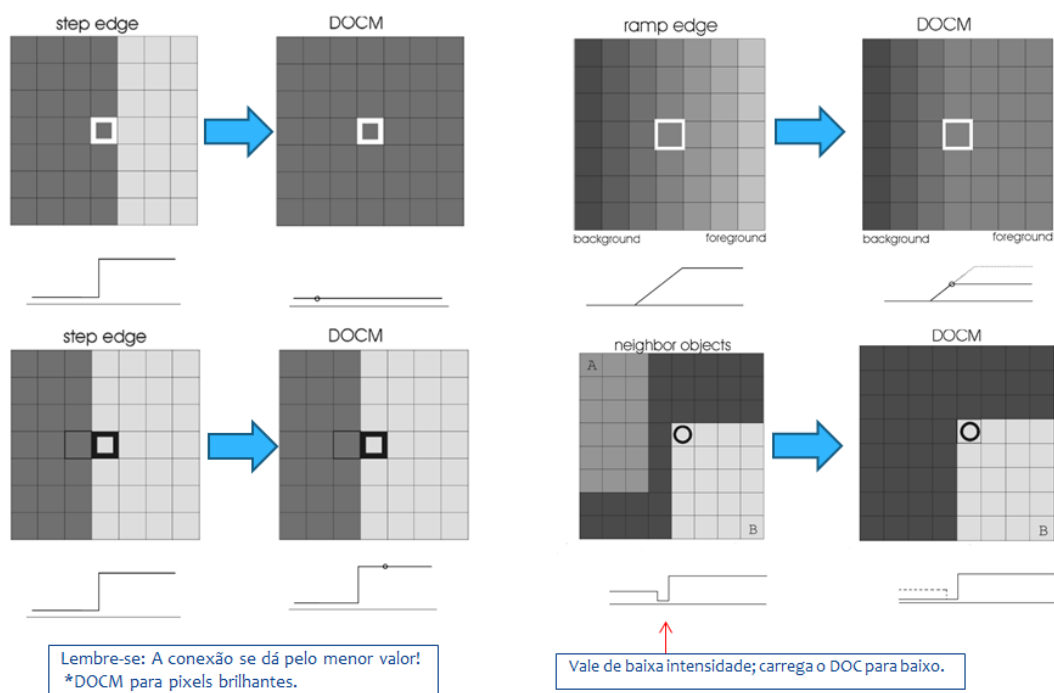 step edge
DOCM
ramp edge
DOCM
background
foreground
background
foreground
step edge
DOCM
neighbor objects
DOCM
A
B
B
Lembre-se: A conexão se dá pelo menor valor!
*DOCM para pixels brilhantes.
Vale de baixa intensidade; carrega o DOC para baixo.